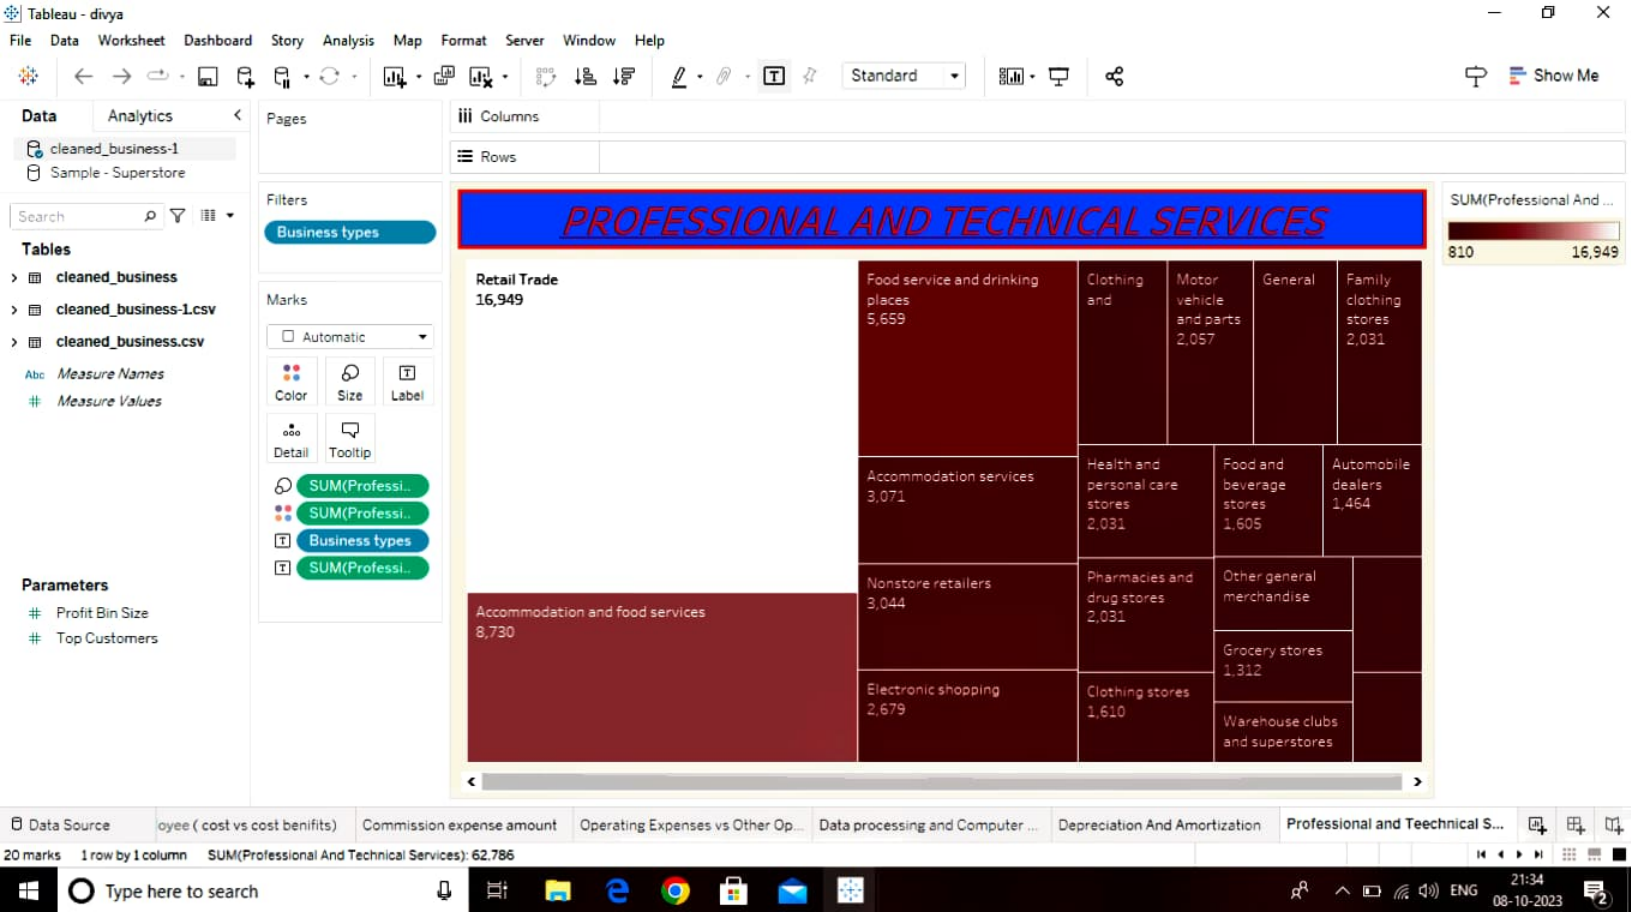 Tableau - divya
File Data Worksheet Dashboard Story Analysis Map Format Server Window Help
Standard
Show Me
Data
Analytics
cleaned_business-1
Sample - Superstore
Search
Tables
cleaned_business
cleaned_business-1.csv
cleaned_business.csv
Abc Measure Names
# Measure Values
Parameters
# Profit Bin Size
# Top Customers
Pages
Filters
Business types
Marks
Automatic
Color Size Label
Detail Tooltip
SUM(Professi..
SUM(Professi..
Business types
SUM(Professi..
iii Columns
Rows
PROFESSIONAL AND TECHNICAL SERVICES
Retail Trade
16,949
Accommodation and food services
8,730
Food service and drinking
places
5,659
Accommodation services
3,071
Nonstore retailers
3,044
Electronic shopping
2,679
Clothing
and
Motor
vehicle
and parts
2,057
General
Family
clothing
stores
2,031
Health and
personal care
stores
2,031
Food and
beverage
stores
1,605
Automobile
dealers
1,464
Pharmacies and
drug stores
2,031
Other general
merchandise
Grocery stores
1,312
Clothing stores
1,610
Warehouse clubs
and superstores
SUM(Professional And ...
810 16,949
Data Source
oyee ( cost vs cost benifits)
Commission expense amount
Operating Expenses vs Other Op...
Data processing and Computer ...
Depreciation And Amortization
Professional and Teechnical S...
20 marks 1 row by 1 column SUM(Professional And Technical Services): 62,786
Type here to search
ENG
21:34
08-10-2023
2